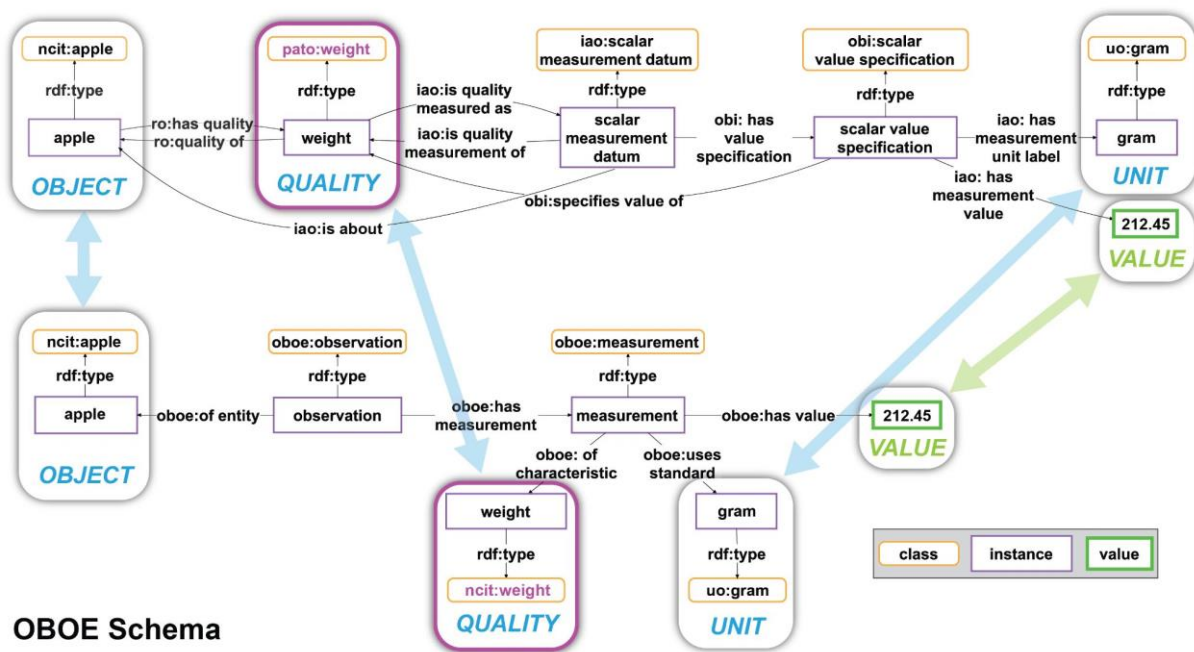 ncit:apple
rdf:type
apple
OBJECT
ro:has quality
ro:quality of
pato:weight
rdf:type
weight
QUALITY
iao:is quality
measured as
iao:is quality
measurement of
iao:scalar
measurement datum
rdf:type
scalar
measurement
datum
obi: has
value
specification
obi:scalar
value specification
rdf:type
scalar value
specification
iao: has
measurement
unit label
iao: has
measurement
value
uo:gram
rdf:type
gram
UNIT
212.45
VALUE
obi:specifies value of
iao:is about
ncit:apple
rdf:type
apple
OBJECT
oboe:of entity
oboe:observation
rdf:type
observation
oboe:has
measurement
oboe:measurement
rdf:type
measurement
oboe:has value
212.45
VALUE
oboe: of
characteristic
oboe:uses
standard
weight
rdf:type
ncit:weight
QUALITY
gram
rdf:type
uo:gram
UNIT
class
instance
value
OBOE Schema